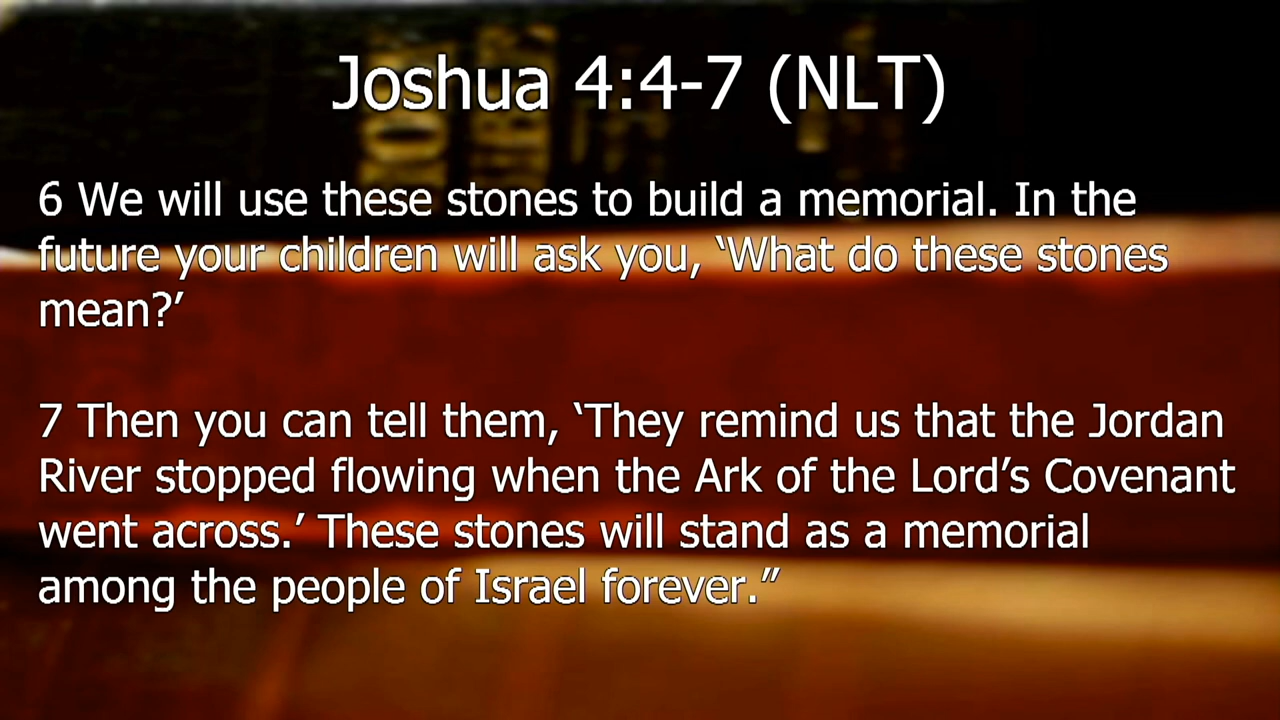 Joshua 4:4-7 (NLT)
6 We will use these stones to build a memorial. In the
future your children will ask you, ‘What do these stones
mean?’
7 Then you can tell them, ‘They remind us that the Jordan
River stopped flowing when the Ark of the Lord’s Covenant
went across.’ These stones will stand as a memorial
among the people of Israel forever.”